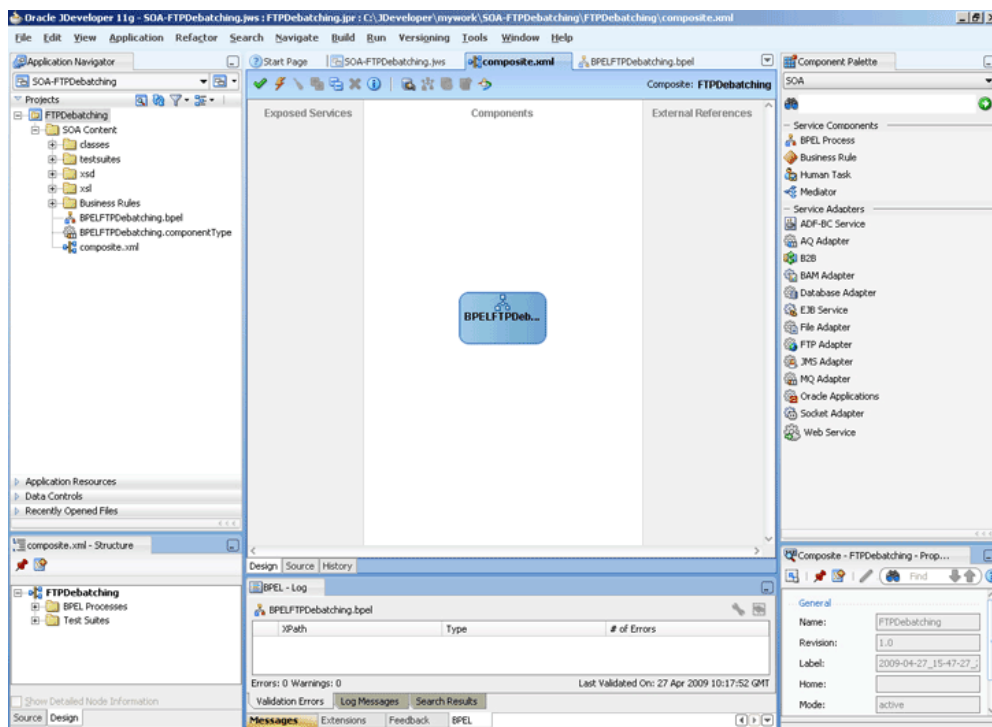 Oracle JDeveloper 11g - SOA-FTPDebatching.jws : FTPDebatching.jpr : C:\JDeveloper\mywork\SOA-FTPDebatching\FTPDebatching\composite.xml
File Edit View Application Refactor Search Navigate Build Run Versioning Tools Window Help
Application Navigator
SOA-FTPDebatching
Projects
FTPDebatching
SOA Content
classes
testsuites
xsd
xsl
Business Rules
BPELFTPDebatching.bpel
BPELFTPDebatching.componentType
composite.xml
Application Resources
Data Controls
Recently Opened Files
composite.xml - Structure
FTPDebatching
BPEL Processes
Test Suites
Show Detailed Node Information
Source Design
Start Page SOA-FTPDebatching.jws composite.xml BPELFTPDebatching.bpel
Composite: FTPDebatching
Exposed Services Components External References
BPELFTPDeb...
Design Source History
BPEL - Log
BPELFTPDebatching.bpel
XPath Type # of Errors
Errors: 0 Warnings: 0 Last Validated On: 27 Apr 2009 10:17:52 GMT
Validation Errors Log Messages Search Results
Messages Extensions Feedback BPEL
Component Palette
SOA
Service Components
BPEL Process
Business Rule
Human Task
Mediator
Service Adapters
ADF-BC Service
AQ Adapter
B2B
BAM Adapter
Database Adapter
EJB Service
File Adapter
FTP Adapter
JMS Adapter
MQ Adapter
Oracle Applications
Socket Adapter
Web Service
Composite - FTPDebatching - Prop...
Find
General
Name: FTPDebatching
Revision: 1.0
Label: 2009-04-27_15-47-27_
Home:
Mode: active